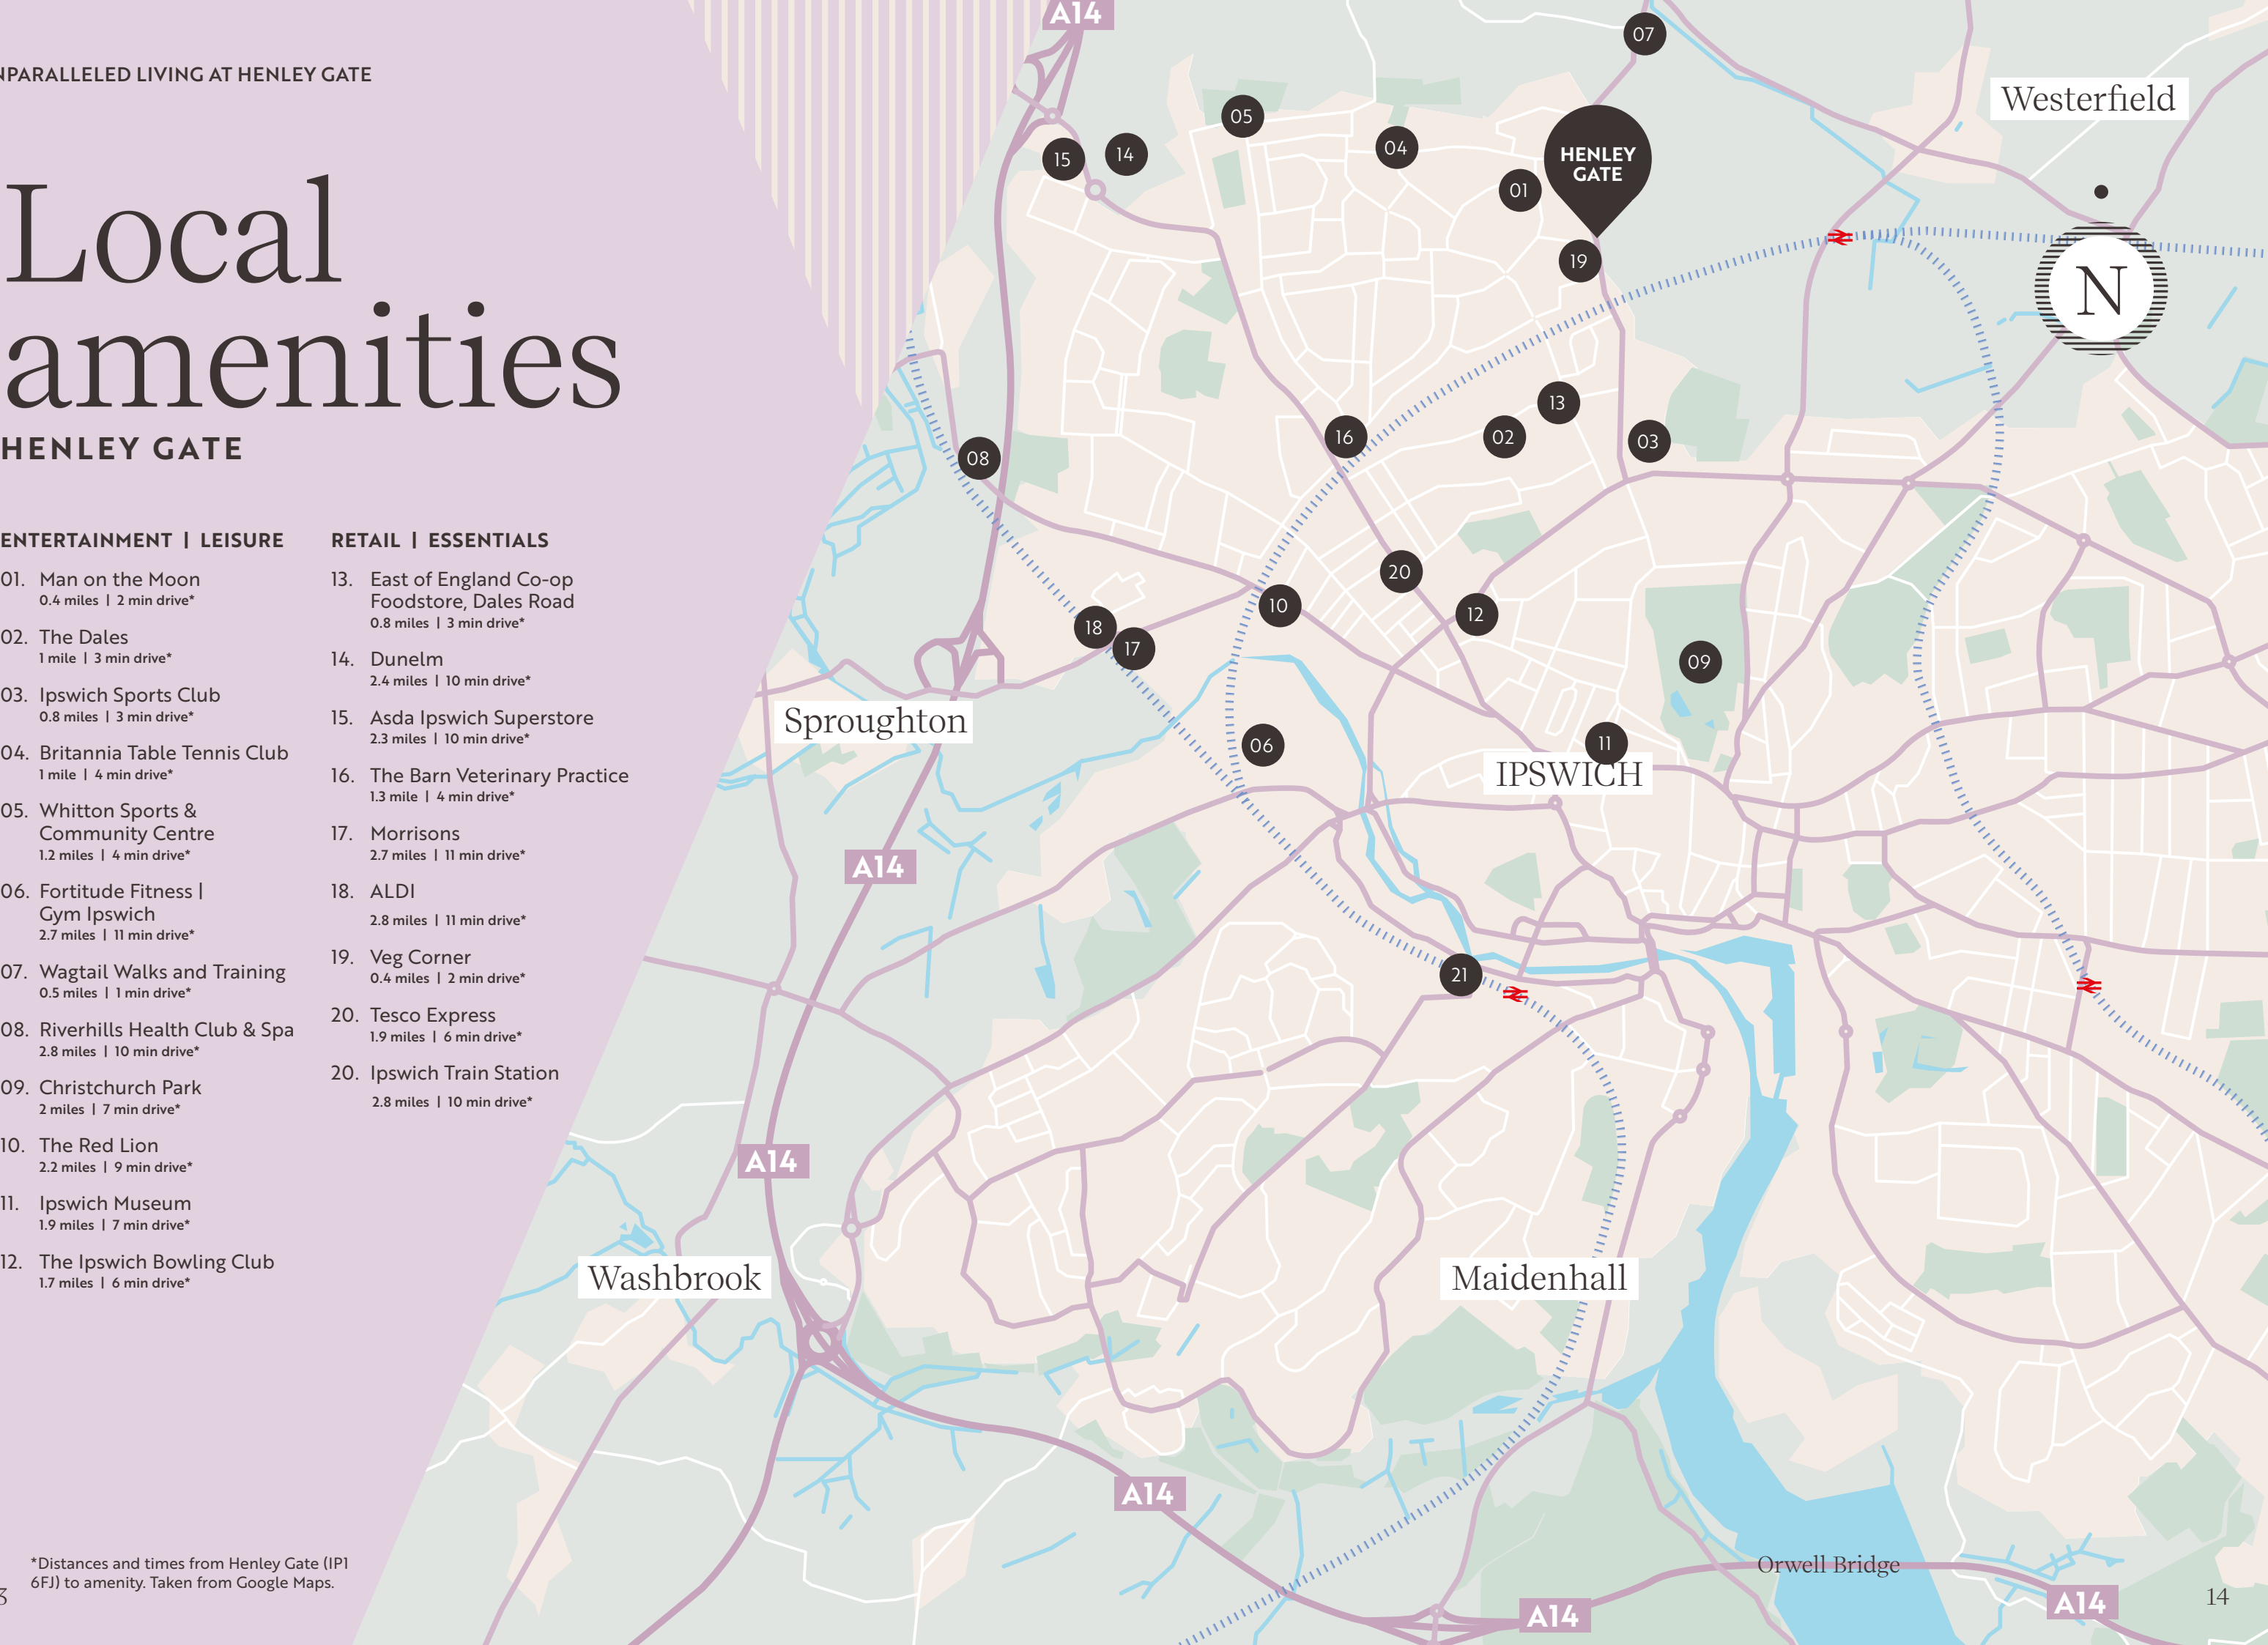 NPARALLELED LIVING AT HENLEY GATE
Local
amenities
HENLEY GATE
ENTERTAINMENT | LEISURE
01. Man on the Moon
0.4 miles | 2 min drive*
02. The Dales
1 mile | 3 min drive*
03. Ipswich Sports Club
0.8 miles | 3 min drive*
04. Britannia Table Tennis Club
1 mile | 4 min drive*
05. Whitton Sports &
Community Centre
1.2 miles | 4 min drive*
06. Fortitude Fitness |
Gym Ipswich
2.7 miles | 11 min drive*
07. Wagtail Walks and Training
0.5 miles | 1 min drive*
08. Riverhills Health Club & Spa
2.8 miles | 10 min drive*
09. Christchurch Park
2 miles | 7 min drive*
10. The Red Lion
2.2 miles | 9 min drive*
11. Ipswich Museum
1.9 miles | 7 min drive*
12. The Ipswich Bowling Club
1.7 miles | 6 min drive*
RETAIL | ESSENTIALS
13. East of England Co-op
Foodstore, Dales Road
0.8 miles | 3 min drive*
14. Dunelm
2.4 miles | 10 min drive*
15. Asda Ipswich Superstore
2.3 miles | 10 min drive*
16. The Barn Veterinary Practice
1.3 mile | 4 min drive*
17. Morrisons
2.7 miles | 11 min drive*
18. ALDI
2.8 miles | 11 min drive*
19. Veg Corner
0.4 miles | 2 min drive*
20. Tesco Express
1.9 miles | 6 min drive*
20. Ipswich Train Station
2.8 miles | 10 min drive*
*Distances and times from Henley Gate (IP1
6FJ) to amenity. Taken from Google Maps.
3
A14
07
Westerfield
05
04
15
14
HENLEY
GATE
01
19
N
13
16
02
03
08
20
10
12
18
17
09
Sproughton
06
11
IPSWICH
A14
21
A14
Washbrook
Maidenhall
A14
Orwell Bridge
A14
A14
14